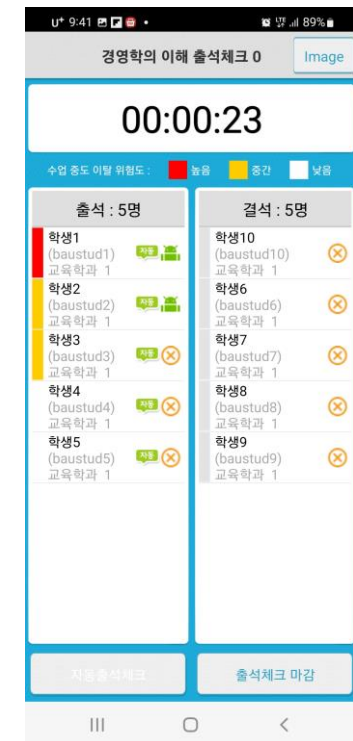 U⁺ 9:41 89%
경영학의 이해 출석체크 0
Image
00:00:23
수업 중도 이탈 위험도 : 높음 중간 낮음
출석 : 5명
학생1
(baustud1) 자동
교육학과 1
학생2
(baustud2) 자동
교육학과 1
학생3
(baustud3) 자동
교육학과 1
학생4
(baustud4) 자동
교육학과 1
학생5
(baustud5) 자동
교육학과 1
결석 : 5명
학생10
(baustud10)
교육학과 1
학생6
(baustud6)
교육학과 1
학생7
(baustud7)
교육학과 1
학생8
(baustud8)
교육학과 1
학생9
(baustud9)
교육학과 1
자동출석체크
출석체크 마감